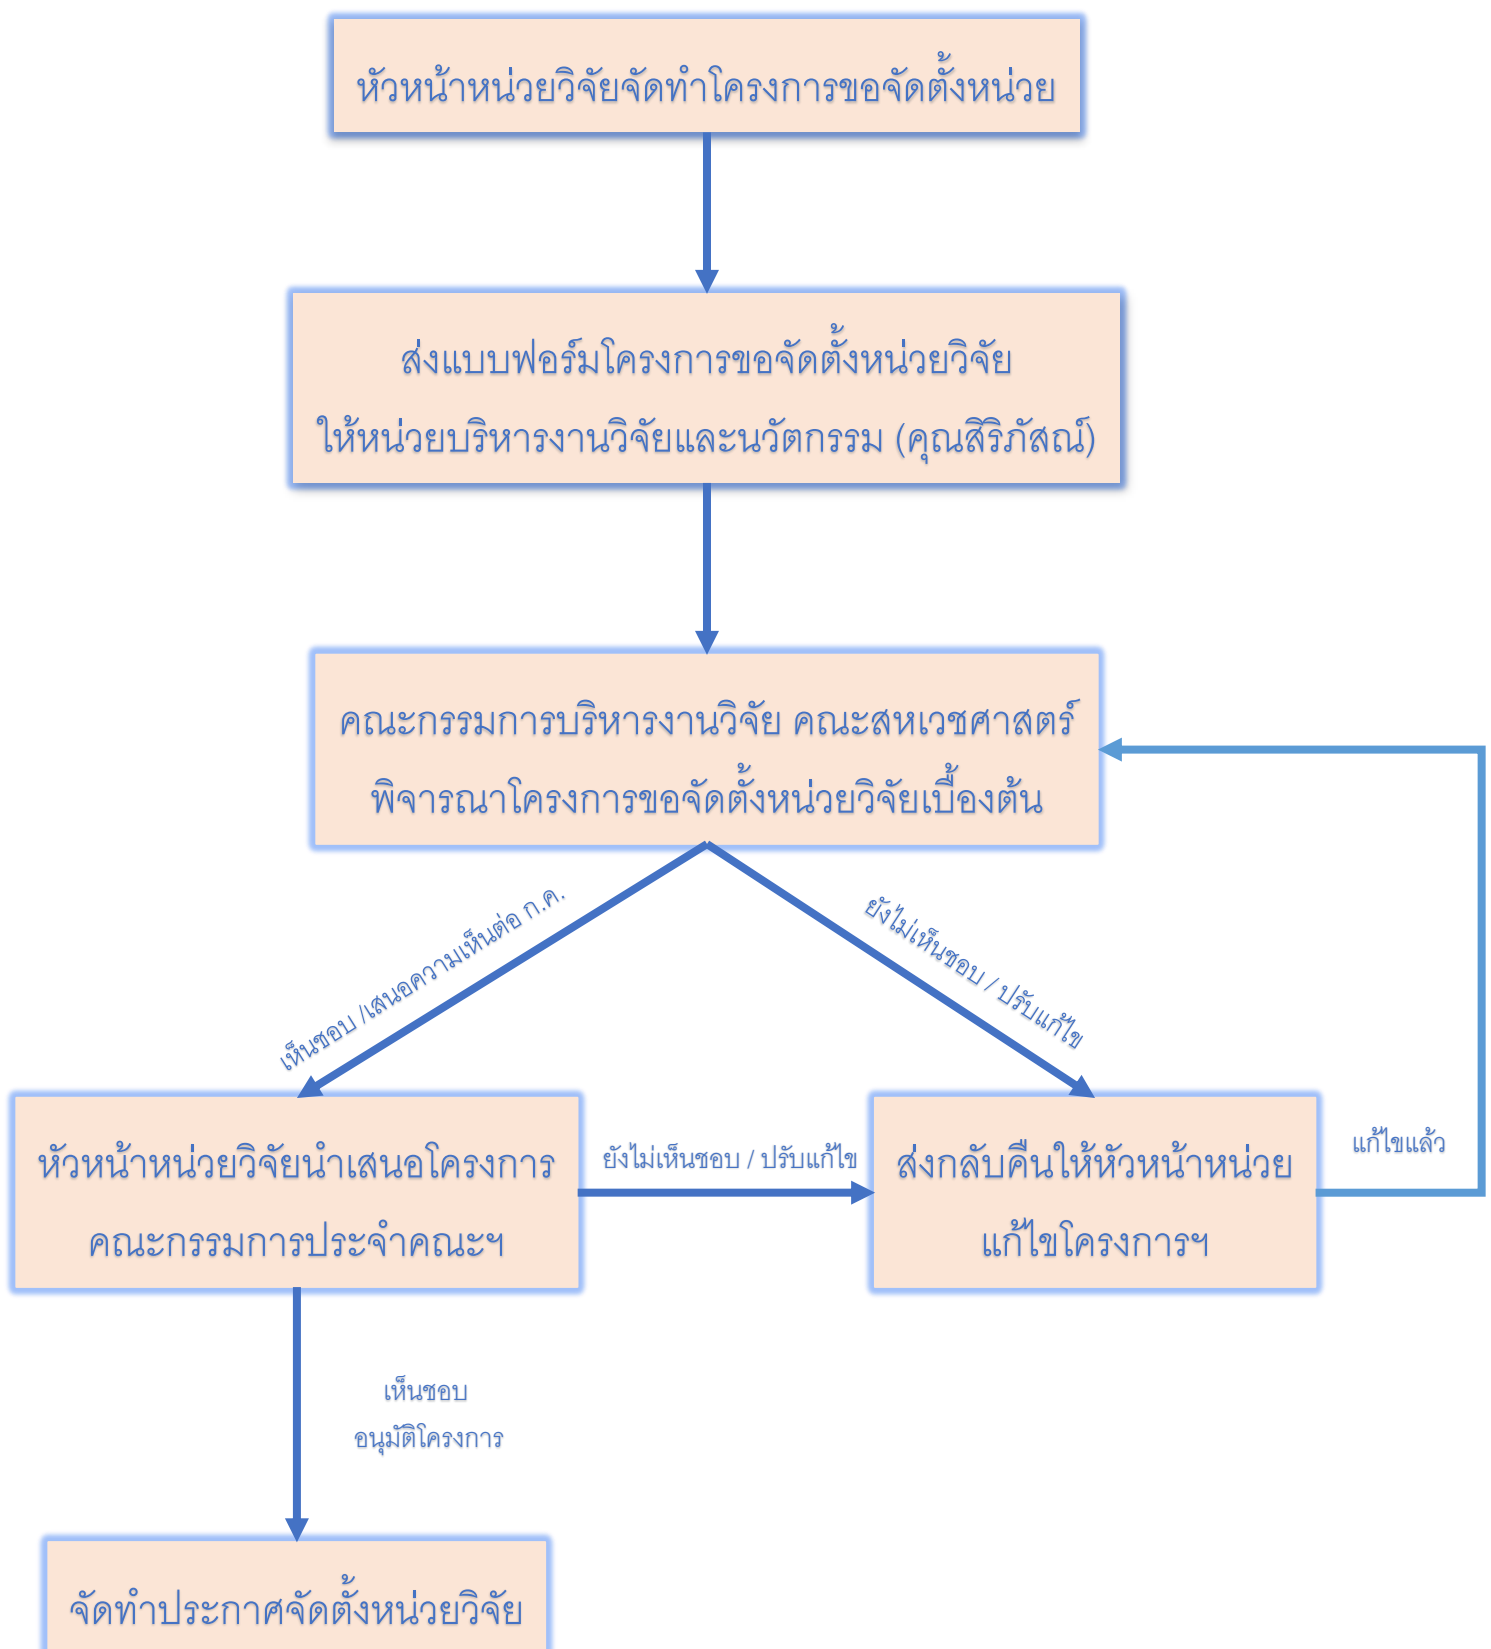 หัวหน้าหน่วยวิจัยจัดทำโครงการขอจัดตั้งหน่วย
ส่งแบบฟอร์มโครงการขอจัดตั้งหน่วยวิจัย
ให้หน่วยบริหารงานวิจัยและนวัตกรรม (คุณสิริภัสณ์)
คณะกรรมการบริหารงานวิจัย คณะสหเวชศาสตร์
พิจารณาโครงการขอจัดตั้งหน่วยวิจัยเบื้องต้น
เห็นชอบ /เสนอความเห็นต่อ ก.ค.
ยังไม่เห็นชอบ / ปรับแก้ไข
หัวหน้าหน่วยวิจัยนำเสนอโครงการ
คณะกรรมการประจำคณะฯ
ยังไม่เห็นชอบ / ปรับแก้ไข
ส่งกลับคืนให้หัวหน้าหน่วย
แก้ไขโครงการฯ
แก้ไขแล้ว
เห็นชอบ
อนุมัติโครงการ
จัดทำประกาศจัดตั้งหน่วยวิจัย